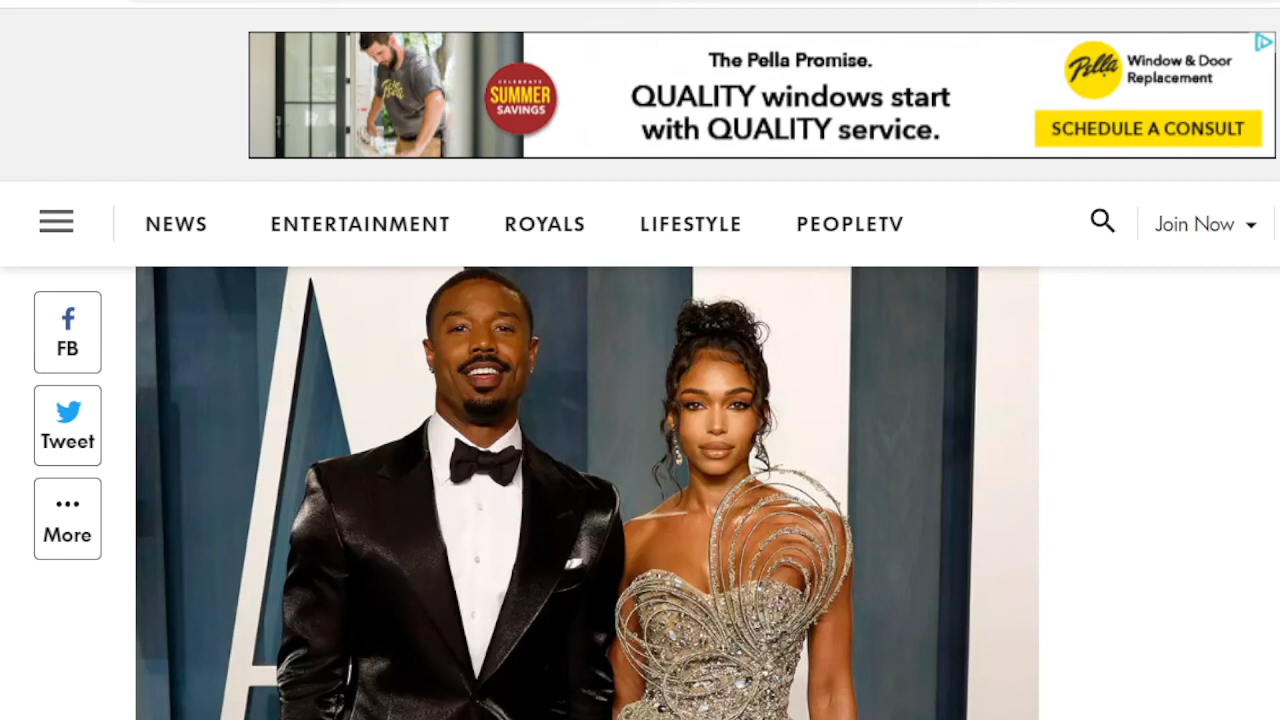 The Pella Promise.
QUALITY windows start
with QUALITY service.
CELEBRATE
SUMMER
SAVINGS
Pella
Window & Door
Replacement
SCHEDULE A CONSULT
NEWS
ENTERTAINMENT
ROYALS
LIFESTYLE
PEOPLETV
Join Now
FB
Tweet
More